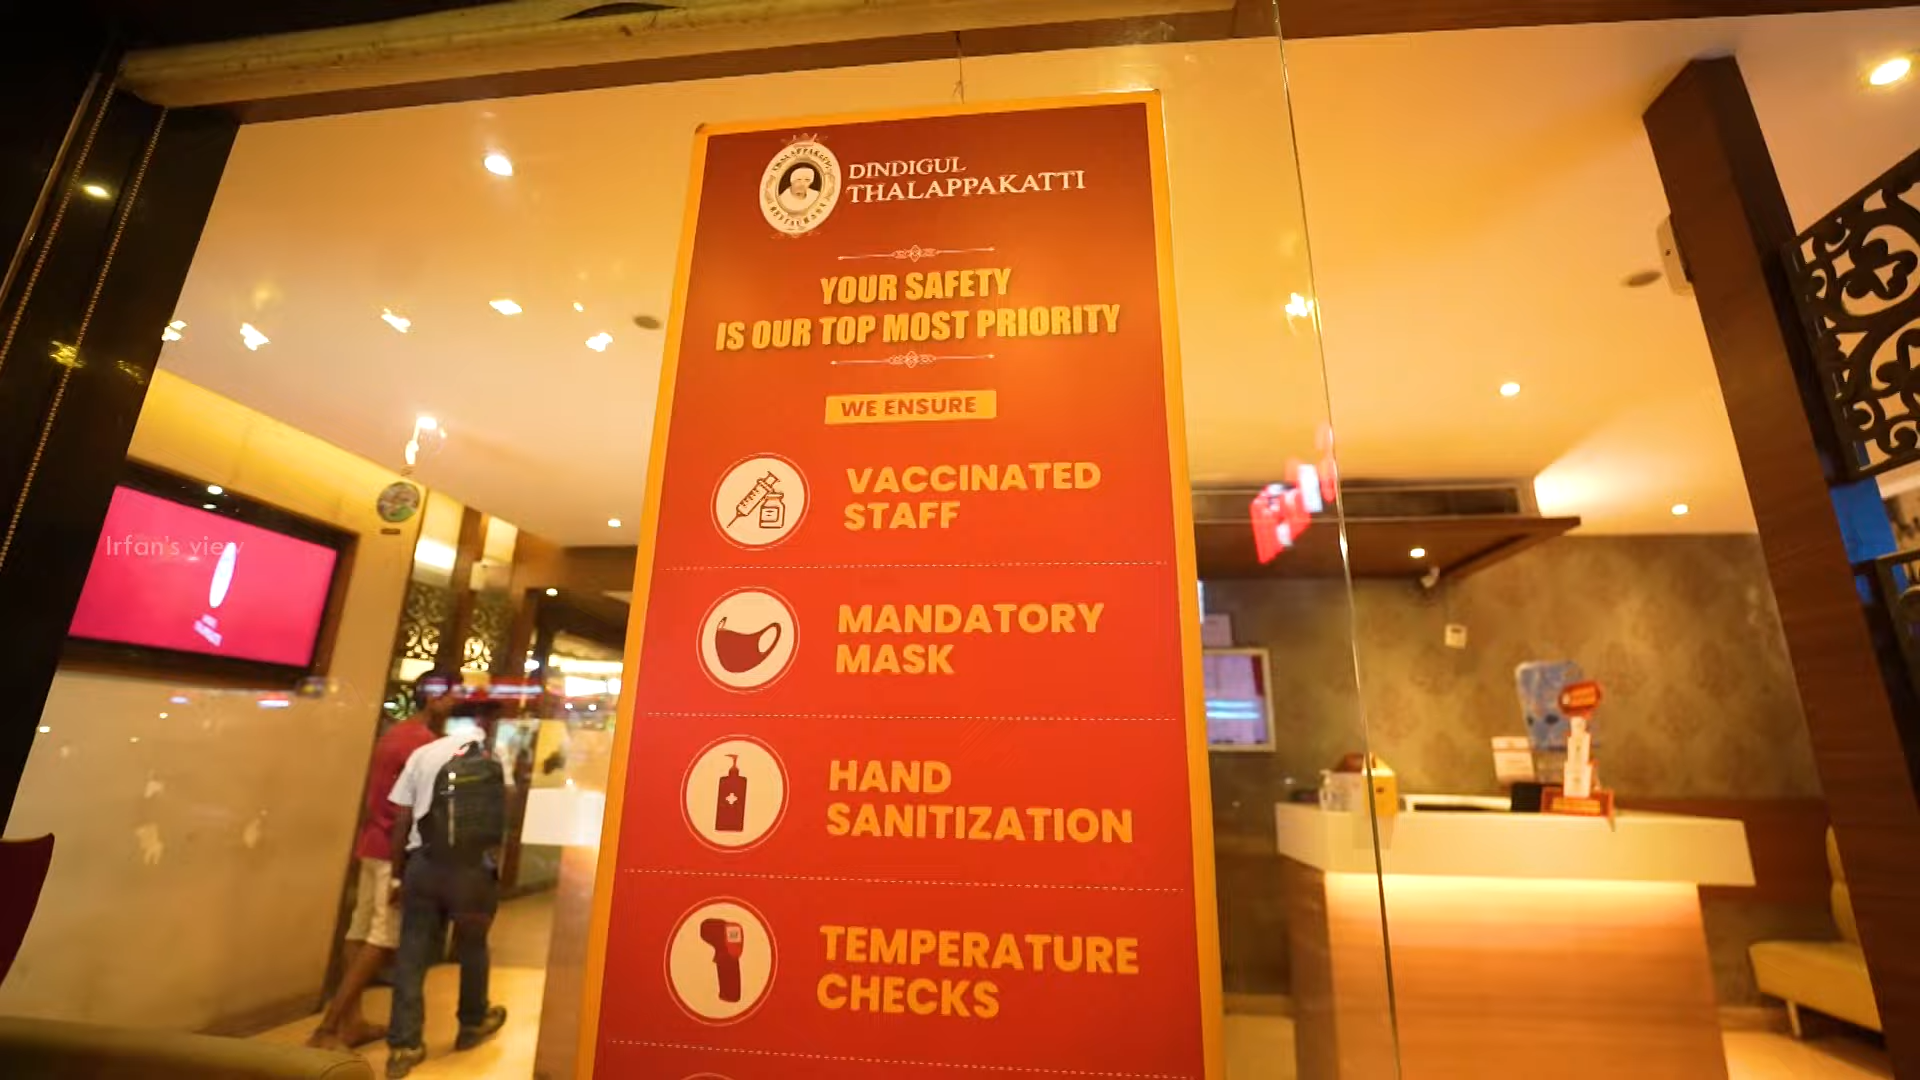 DINDIGUL
THALAPPAKATTI
YOUR SAFETY
IS OUR TOP MOST PRIORITY
WE ENSURE
VACCINATED
STAFF
MANDATORY
MASK
HAND
SANITIZATION
TEMPERATURE
CHECKS
Irfan's view